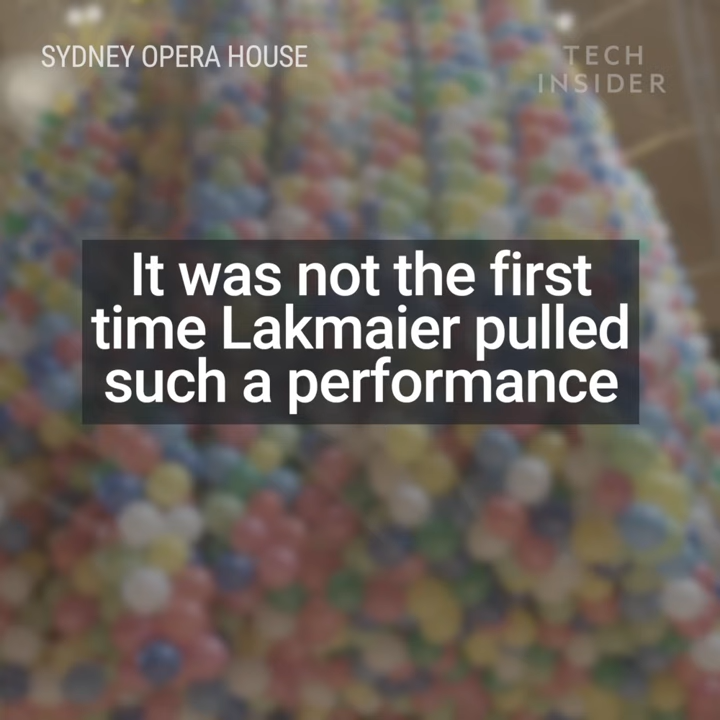 SYDNEY OPERA HOUSE
TECH
INSIDER
It was not the first
time Lakmaier pulled
such a performance